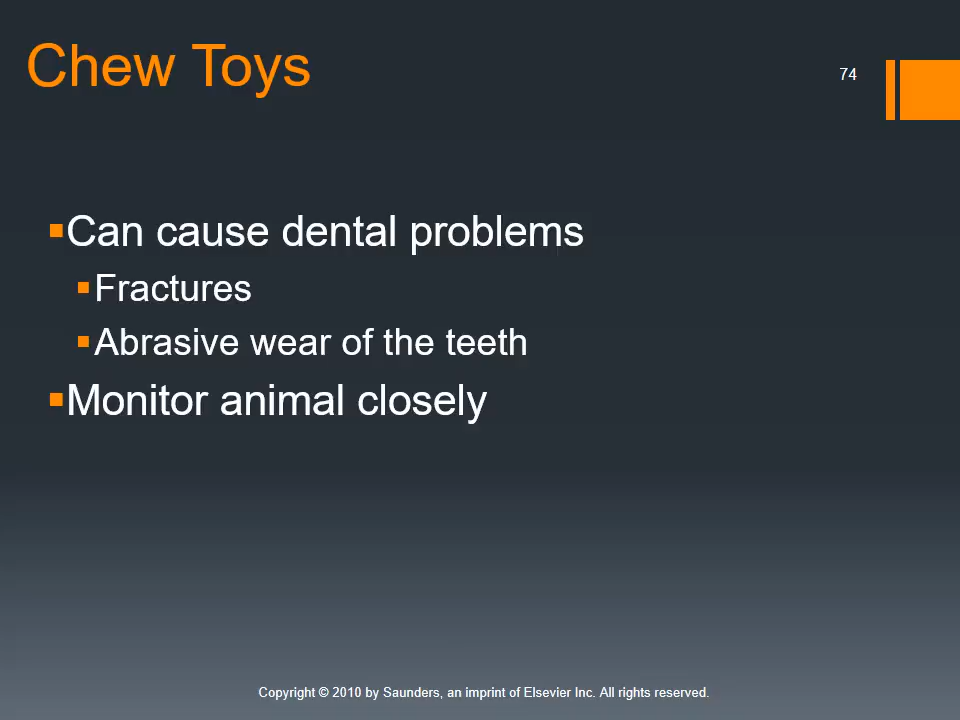 Chew Toys
74
▪Can cause dental problems
▪Fractures
▪Abrasive wear of the teeth
▪Monitor animal closely
Copyright © 2010 by Saunders, an imprint of Elsevier Inc. All rights reserved.